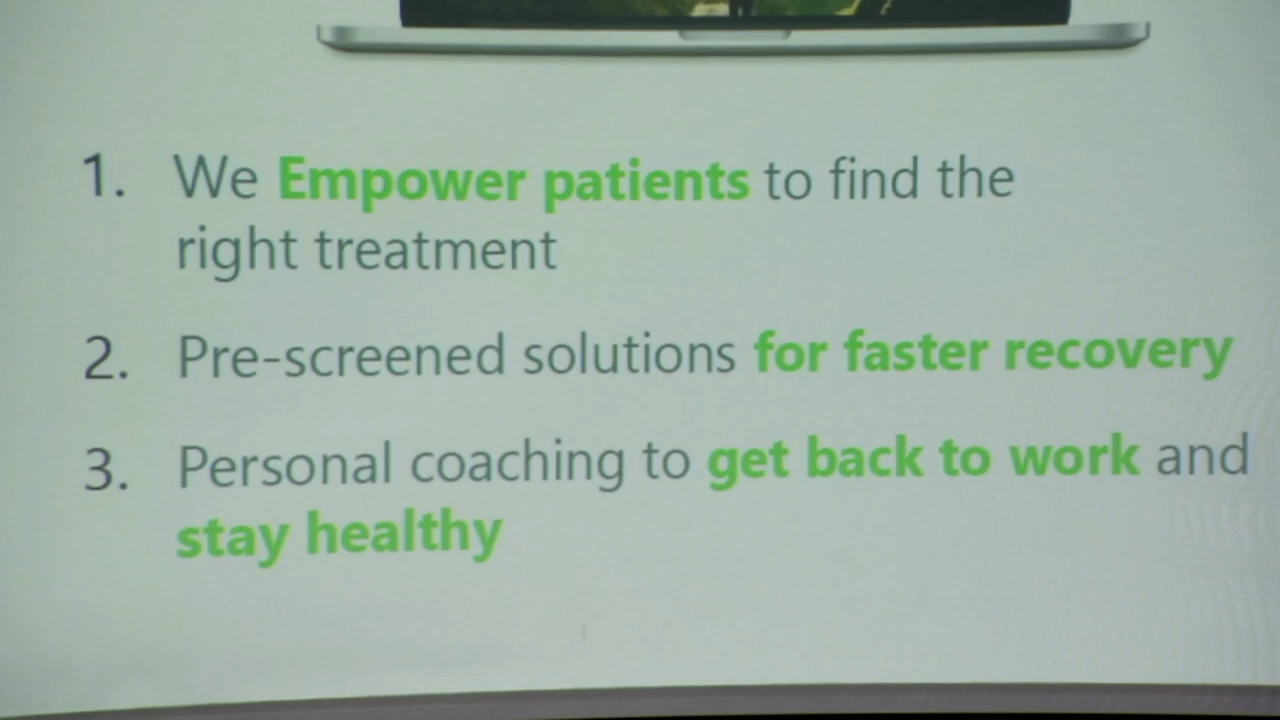 1. We Empower patients to find the
right treatment
2. Pre-screened solutions for faster recovery
3. Personal coaching to get back to work and
stay healthy